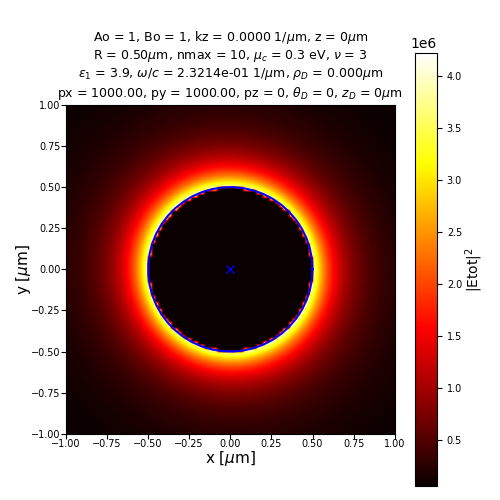 Ao = 1, Bo = 1, kz = 0.0000 1/μm, z = 0μm
R = 0.50μm, nmax = 10, μc = 0.3 eV, ν = 3
ε1 = 3.9, ω/c = 2.3214e-01 1/μm, ρD = 0.000μm
px = 1000.00, py = 1000.00, pz = 0, θD = 0, zD = 0μm
1e6
1.00
0.75
0.50
0.25
0.00
−0.25
−0.50
−0.75
−1.00
y [μm]
−1.00 −0.75 −0.50 −0.25 0.00 0.25 0.50 0.75 1.00
x [μm]
4.0
3.5
3.0
2.5
2.0
1.5
1.0
0.5
|Etot|²